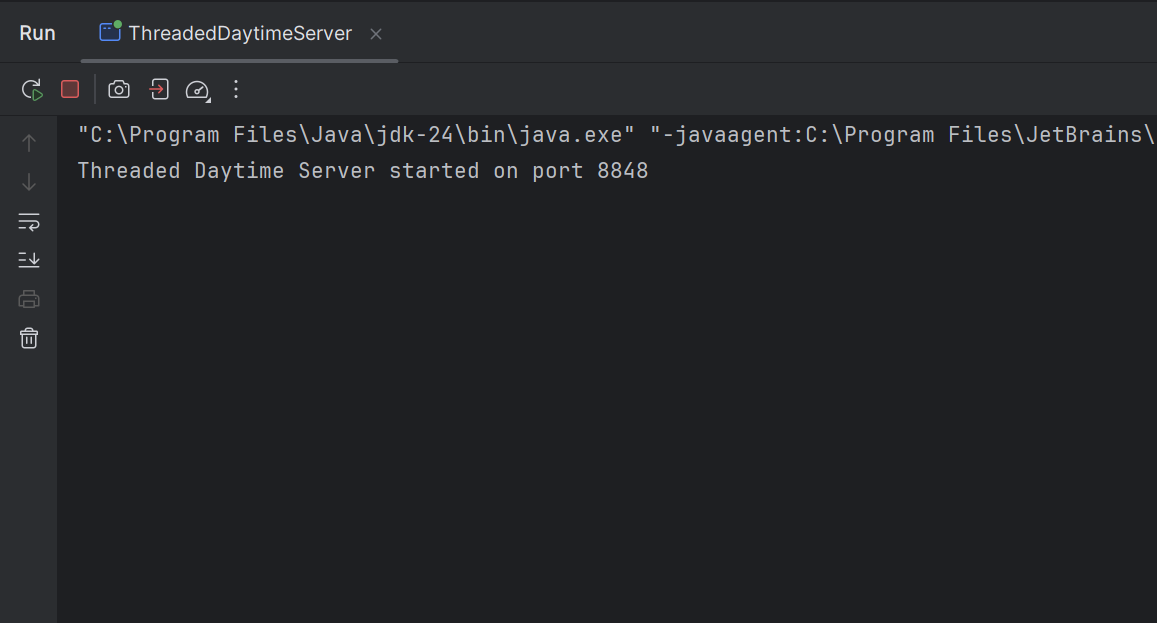 Run ThreadedDaytimeServer
"C:\Program Files\Java\jdk-24\bin\java.exe" "-javaagent:C:\Program Files\JetBrains\
Threaded Daytime Server started on port 8848